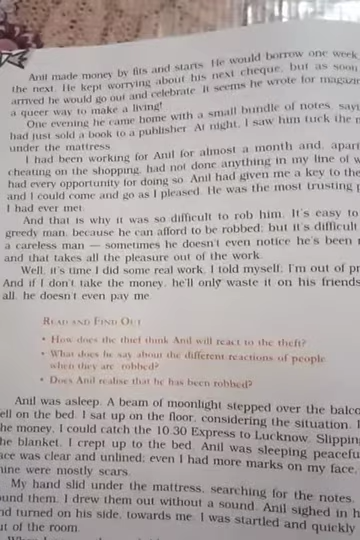 Anil made money by fits and starts. He would borrow one week
the next. He kept worrying about his next cheque, but as soon
arrived he would go out and celebrate. It seems he wrote for magazin
a queer way to make a living!
One evening he came home with a small bundle of notes, sayi
had just sold a book to a publisher. At night, I saw him tuck the m
under the mattress.
I had been working for Anil for almost a month and, apart
cheating on the shopping, had not done anything in my line of w
had every opportunity for doing so. Anil had given me a key to the
and I could come and go as I pleased. He was the most trusting p
I had ever met.
And that is why it was so difficult to rob him. It's easy to
greedy man, because he can afford to be robbed; but it's difficult
a careless man — sometimes he doesn't even notice he's been r
and that takes all the pleasure out of the work.
Well, it's time I did some real work, I told myself; I'm out of pr
And if I don't take the money, he'll only waste it on his friends
all, he doesn't even pay me.
READ AND FIND OUT
• How does the thief think Anil will react to the theft?
• What does he say about the different reactions of people
when they are robbed?
• Does Anil realise that he has been robbed?
Anil was asleep. A beam of moonlight stepped over the balco
ell on the bed. I sat up on the floor, considering the situation. I
he money, I could catch the 10.30 Express to Lucknow. Slipping
he blanket, I crept up to the bed. Anil was sleeping peacefu
ace was clear and unlined; even I had more marks on my face,
nine were mostly scars.
My hand slid under the mattress, searching for the notes.
ound them, I drew them out without a sound. Anil sighed in h
nd turned on his side, towards me. I was startled and quickly
ut of the room.